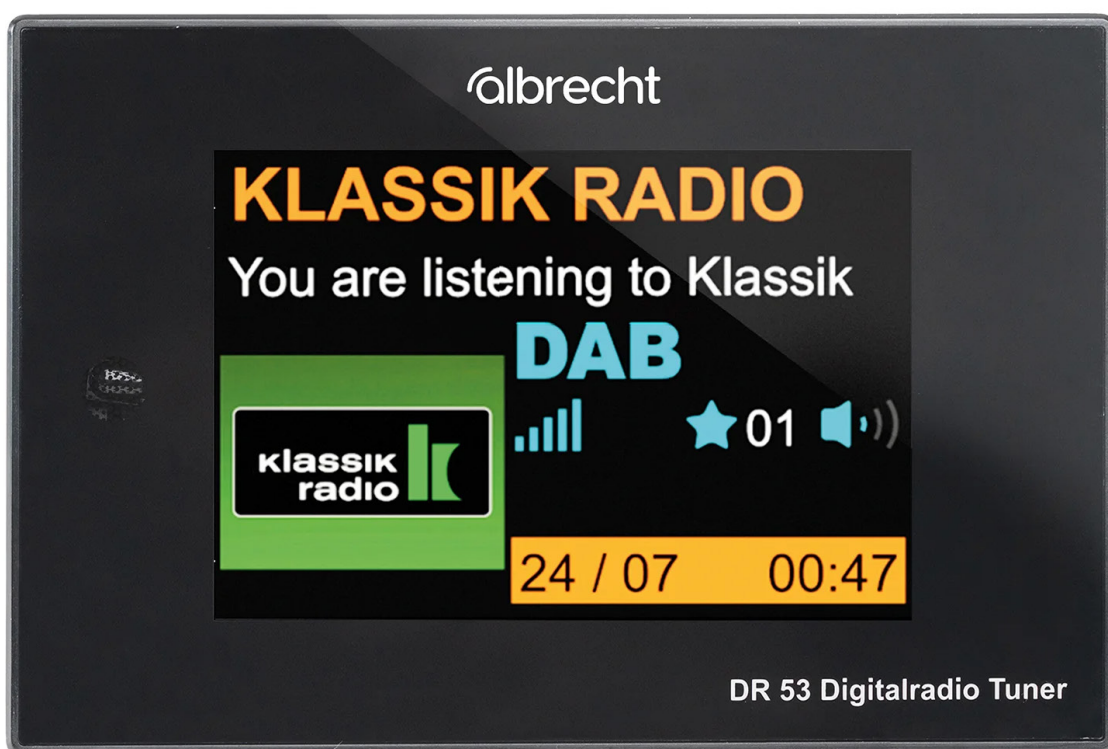 albrecht
KLASSIK RADIO
You are listening to Klassik
DAB
01
klassik
radio
24 / 07 00:47
DR 53 Digitalradio Tuner